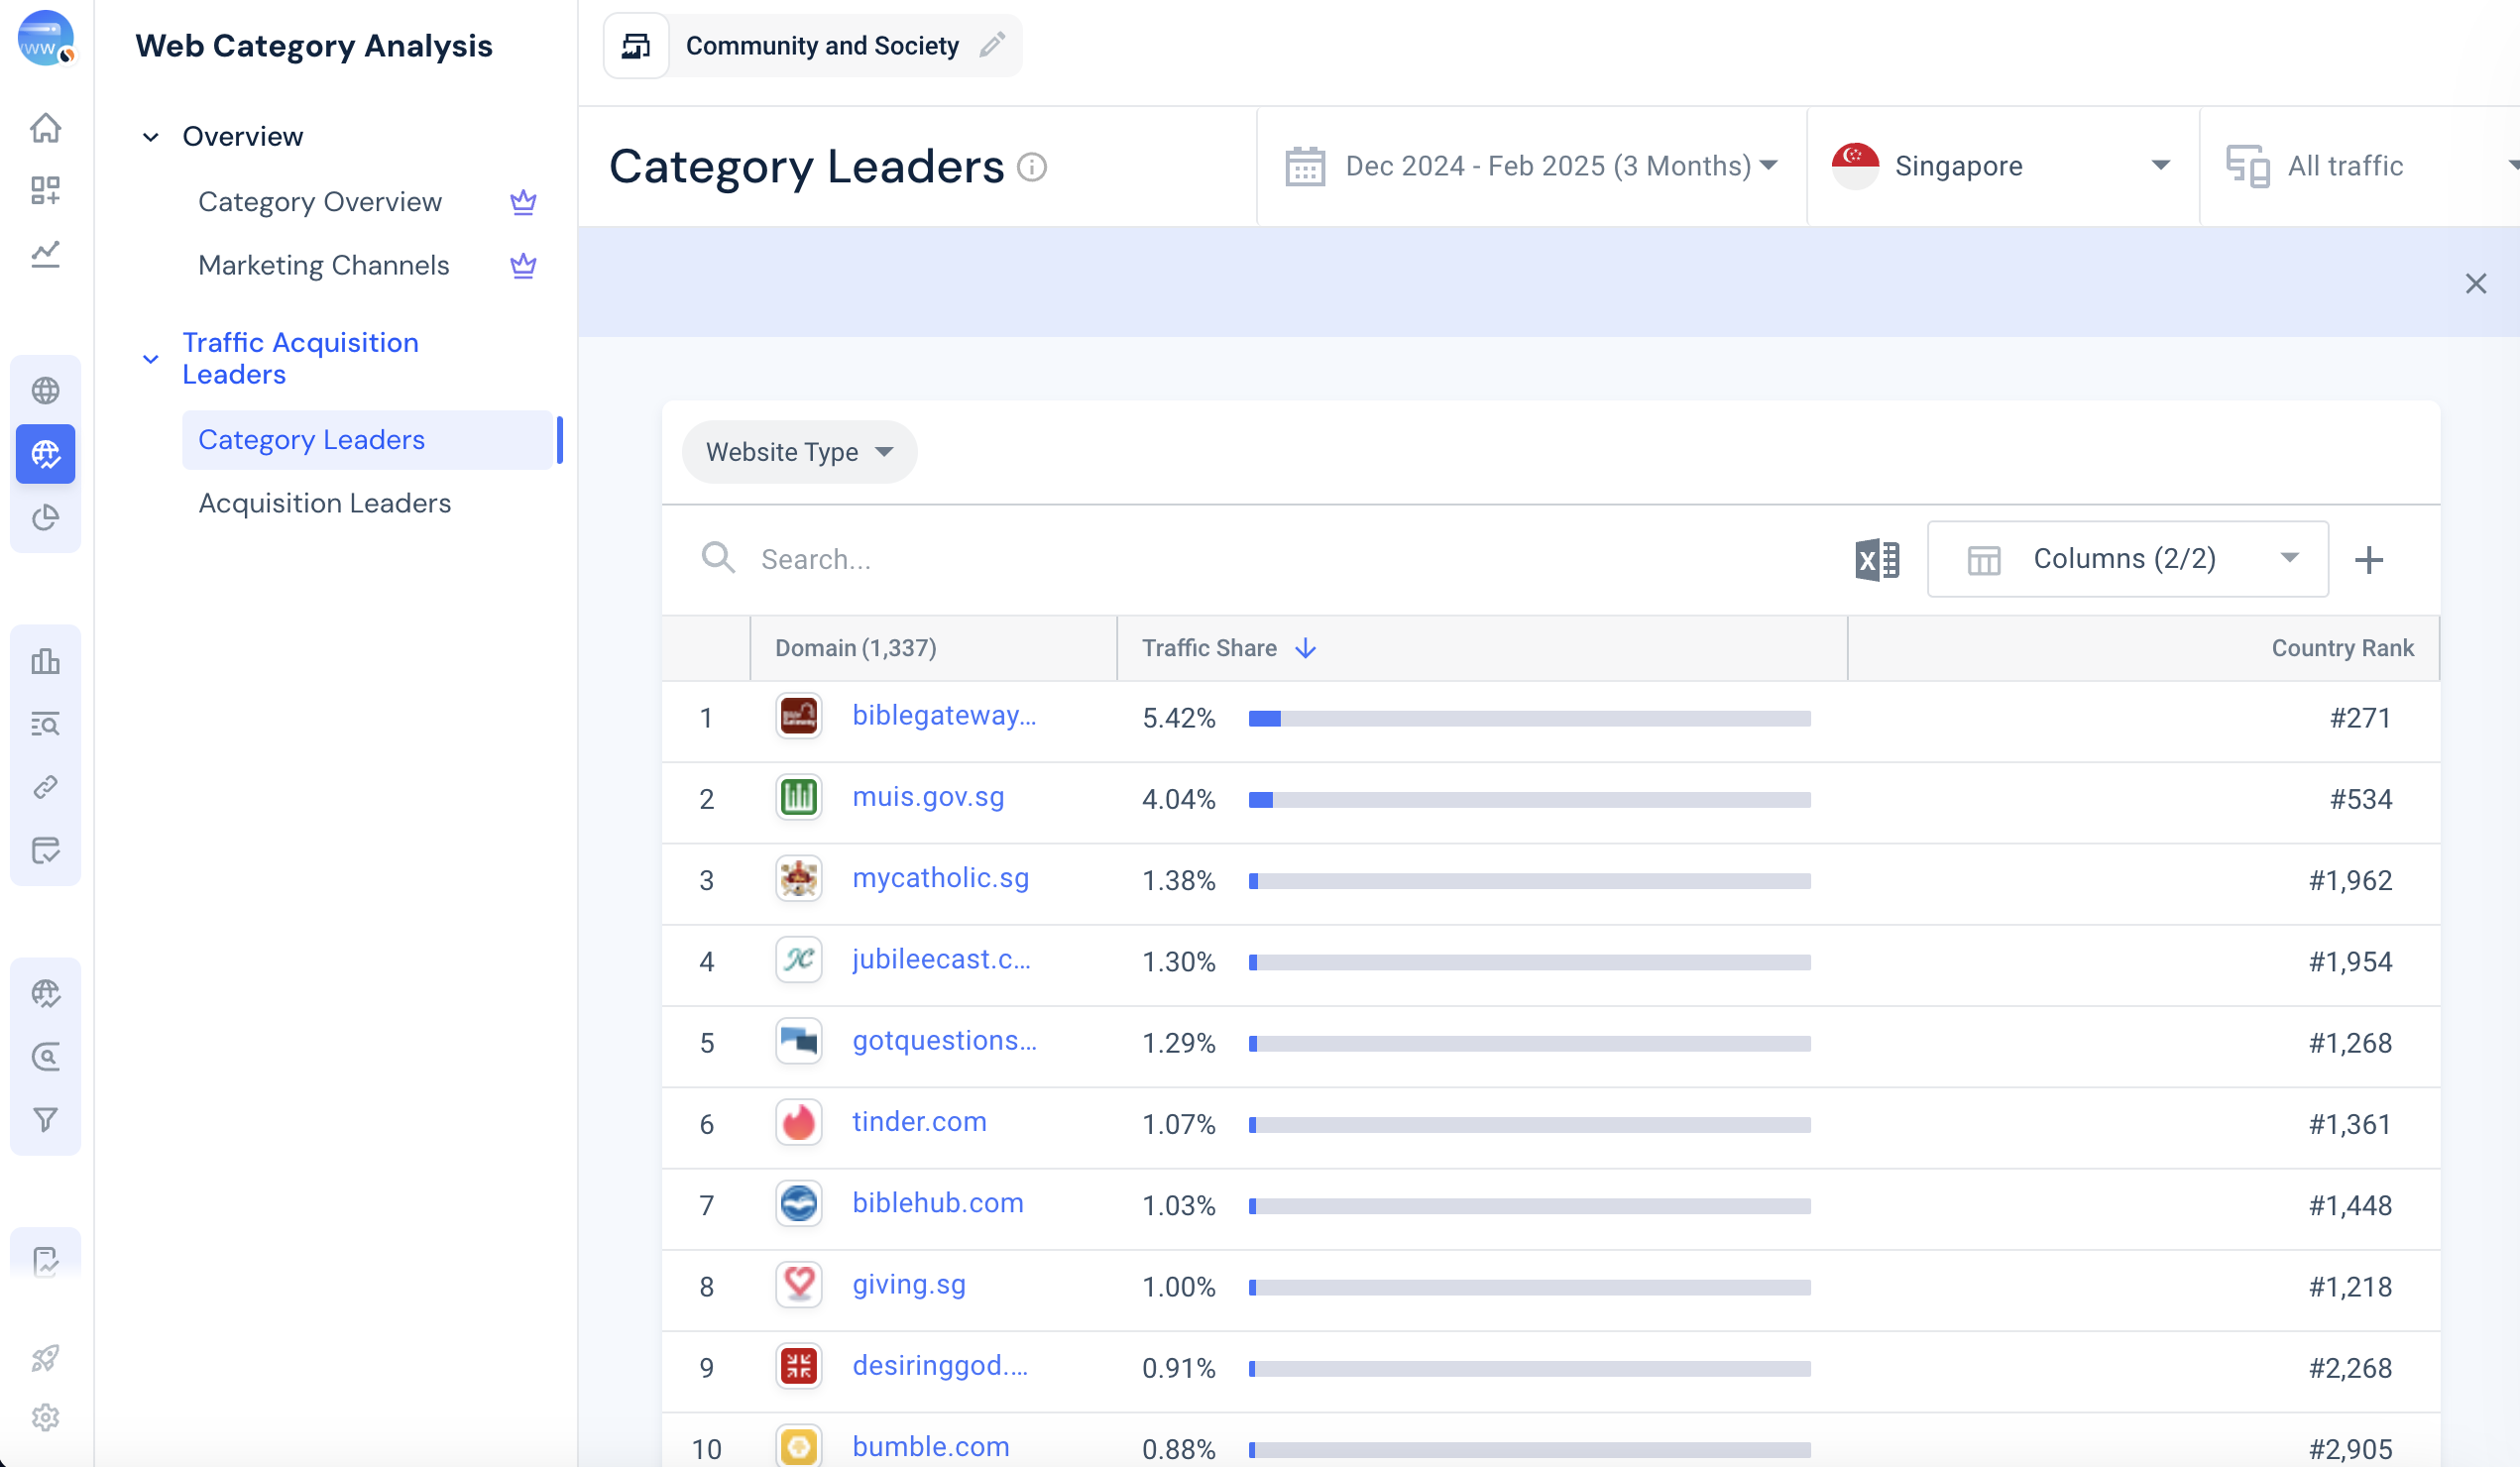 Web Category Analysis
Overview
Category Overview
Marketing Channels
Traffic Acquisition
Leaders
Category Leaders
Acquisition Leaders
Community and Society
Category Leaders
Dec 2024 - Feb 2025 (3 Months)
Singapore
All traffic
Website Type
Search...
Columns (2/2)
Domain (1,337) Traffic Share Country Rank
1 biblegateway... 5.42% #271
2 muis.gov.sg 4.04% #534
3 mycatholic.sg 1.38% #1,962
4 jubileecast.c... 1.30% #1,954
5 gotquestions... 1.29% #1,268
6 tinder.com 1.07% #1,361
7 biblehub.com 1.03% #1,448
8 giving.sg 1.00% #1,218
9 desiringgod.... 0.91% #2,268
10 bumble.com 0.88% #2,905